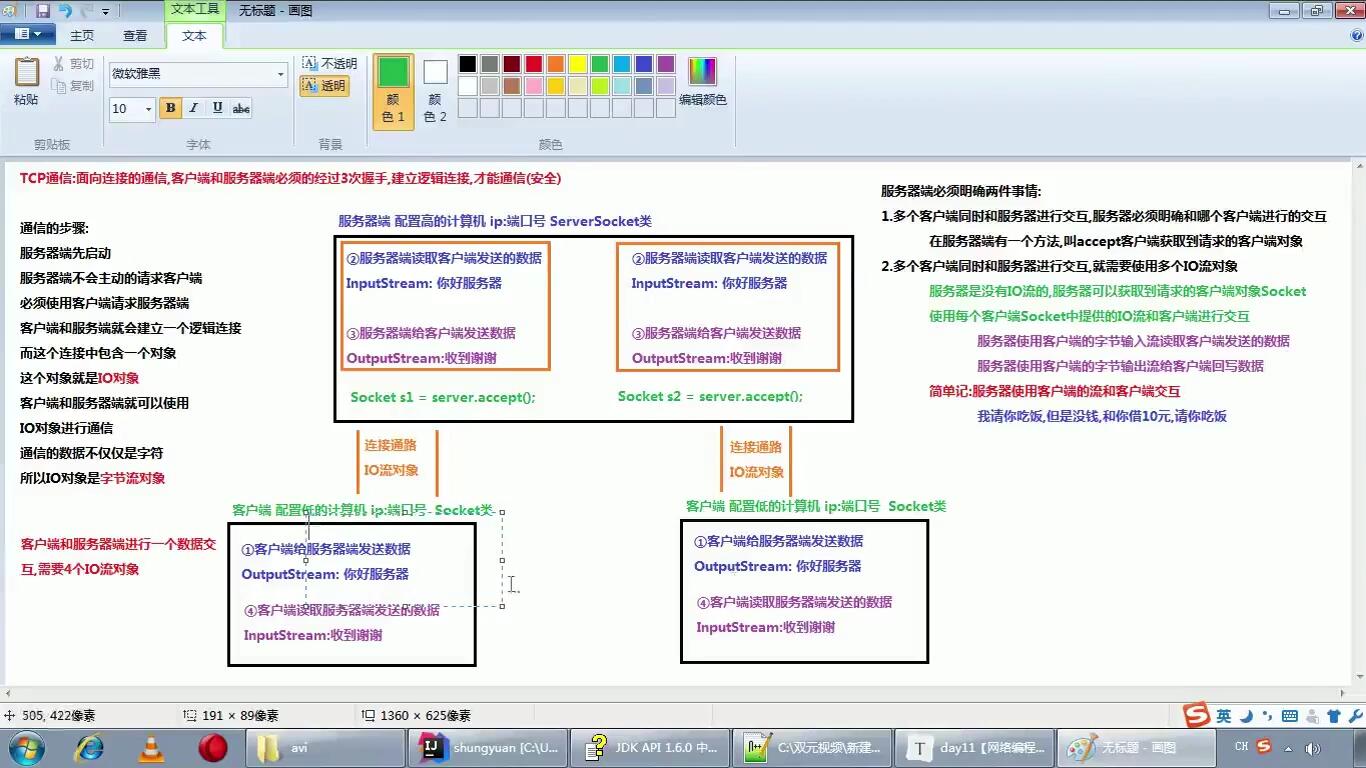 文本工具
无标题 - 画图
主页
查看
文本
粘贴
剪切
复制
剪贴板
微软雅黑
10
B
I
U
abc
字体
不透明
透明
背景
颜色 1
颜色 2
编辑颜色
颜色
TCP通信:面向连接的通信,客户端和服务器端必须的经过3次握手,建立逻辑连接,才能通信(安全)
通信的步骤:
服务器端先启动
服务器端不会主动的请求客户端
必须使用客户端请求服务器端
客户端和服务端就会建立一个逻辑连接
而这个连接中包含一个对象
这个对象就是IO对象
客户端和服务器端就可以使用
IO对象进行通信
通信的数据不仅仅是字符
所以IO对象是字节流对象
客户端和服务器端进行一个数据交
互,需要4个IO流对象
服务器端 配置高的计算机 ip:端口号 ServerSocket类
②服务器端读取客户端发送的数据
InputStream: 你好服务器
③服务器端给客户端发送数据
OutputStream:收到谢谢
Socket s1 = server.accept();
②服务器端读取客户端发送的数据
InputStream: 你好服务器
③服务器端给客户端发送数据
OutputStream:收到谢谢
Socket s2 = server.accept();
连接通路
IO流对象
连接通路
IO流对象
客户端 配置低的计算机 ip:端口号 Socket类
①客户端给服务器端发送数据
OutputStream: 你好服务器
④客户端读取服务器端发送的数据
InputStream:收到谢谢
客户端 配置低的计算机 ip:端口号 Socket类
①客户端给服务器端发送数据
OutputStream: 你好服务器
④客户端读取服务器端发送的数据
InputStream:收到谢谢
服务器端必须明确两件事情:
1.多个客户端同时和服务器进行交互,服务器必须明确和哪个客户端进行的交互
在服务器端有一个方法,叫accept客户端获取到请求的客户端对象
2.多个客户端同时和服务器进行交互,就需要使用多个IO流对象
服务器是没有IO流的,服务器可以获取到请求的客户端对象Socket
使用每个客户端Socket中提供的IO流和客户端进行交互
服务器使用客户端的字节输入流读取客户端发送的数据
服务器使用客户端的字节输出流给客户端回写数据
简单记:服务器使用客户端的流和客户端交互
我请你吃饭,但是没钱,和你借10元,请你吃饭
505, 422像素
191 × 89像素
1360 × 625像素
英
avi
shungyuan [C:\U...
JDK API 1.6.0 中...
C:\双元视频\新建...
day11【网络编程...
无标题 - 画图
CH